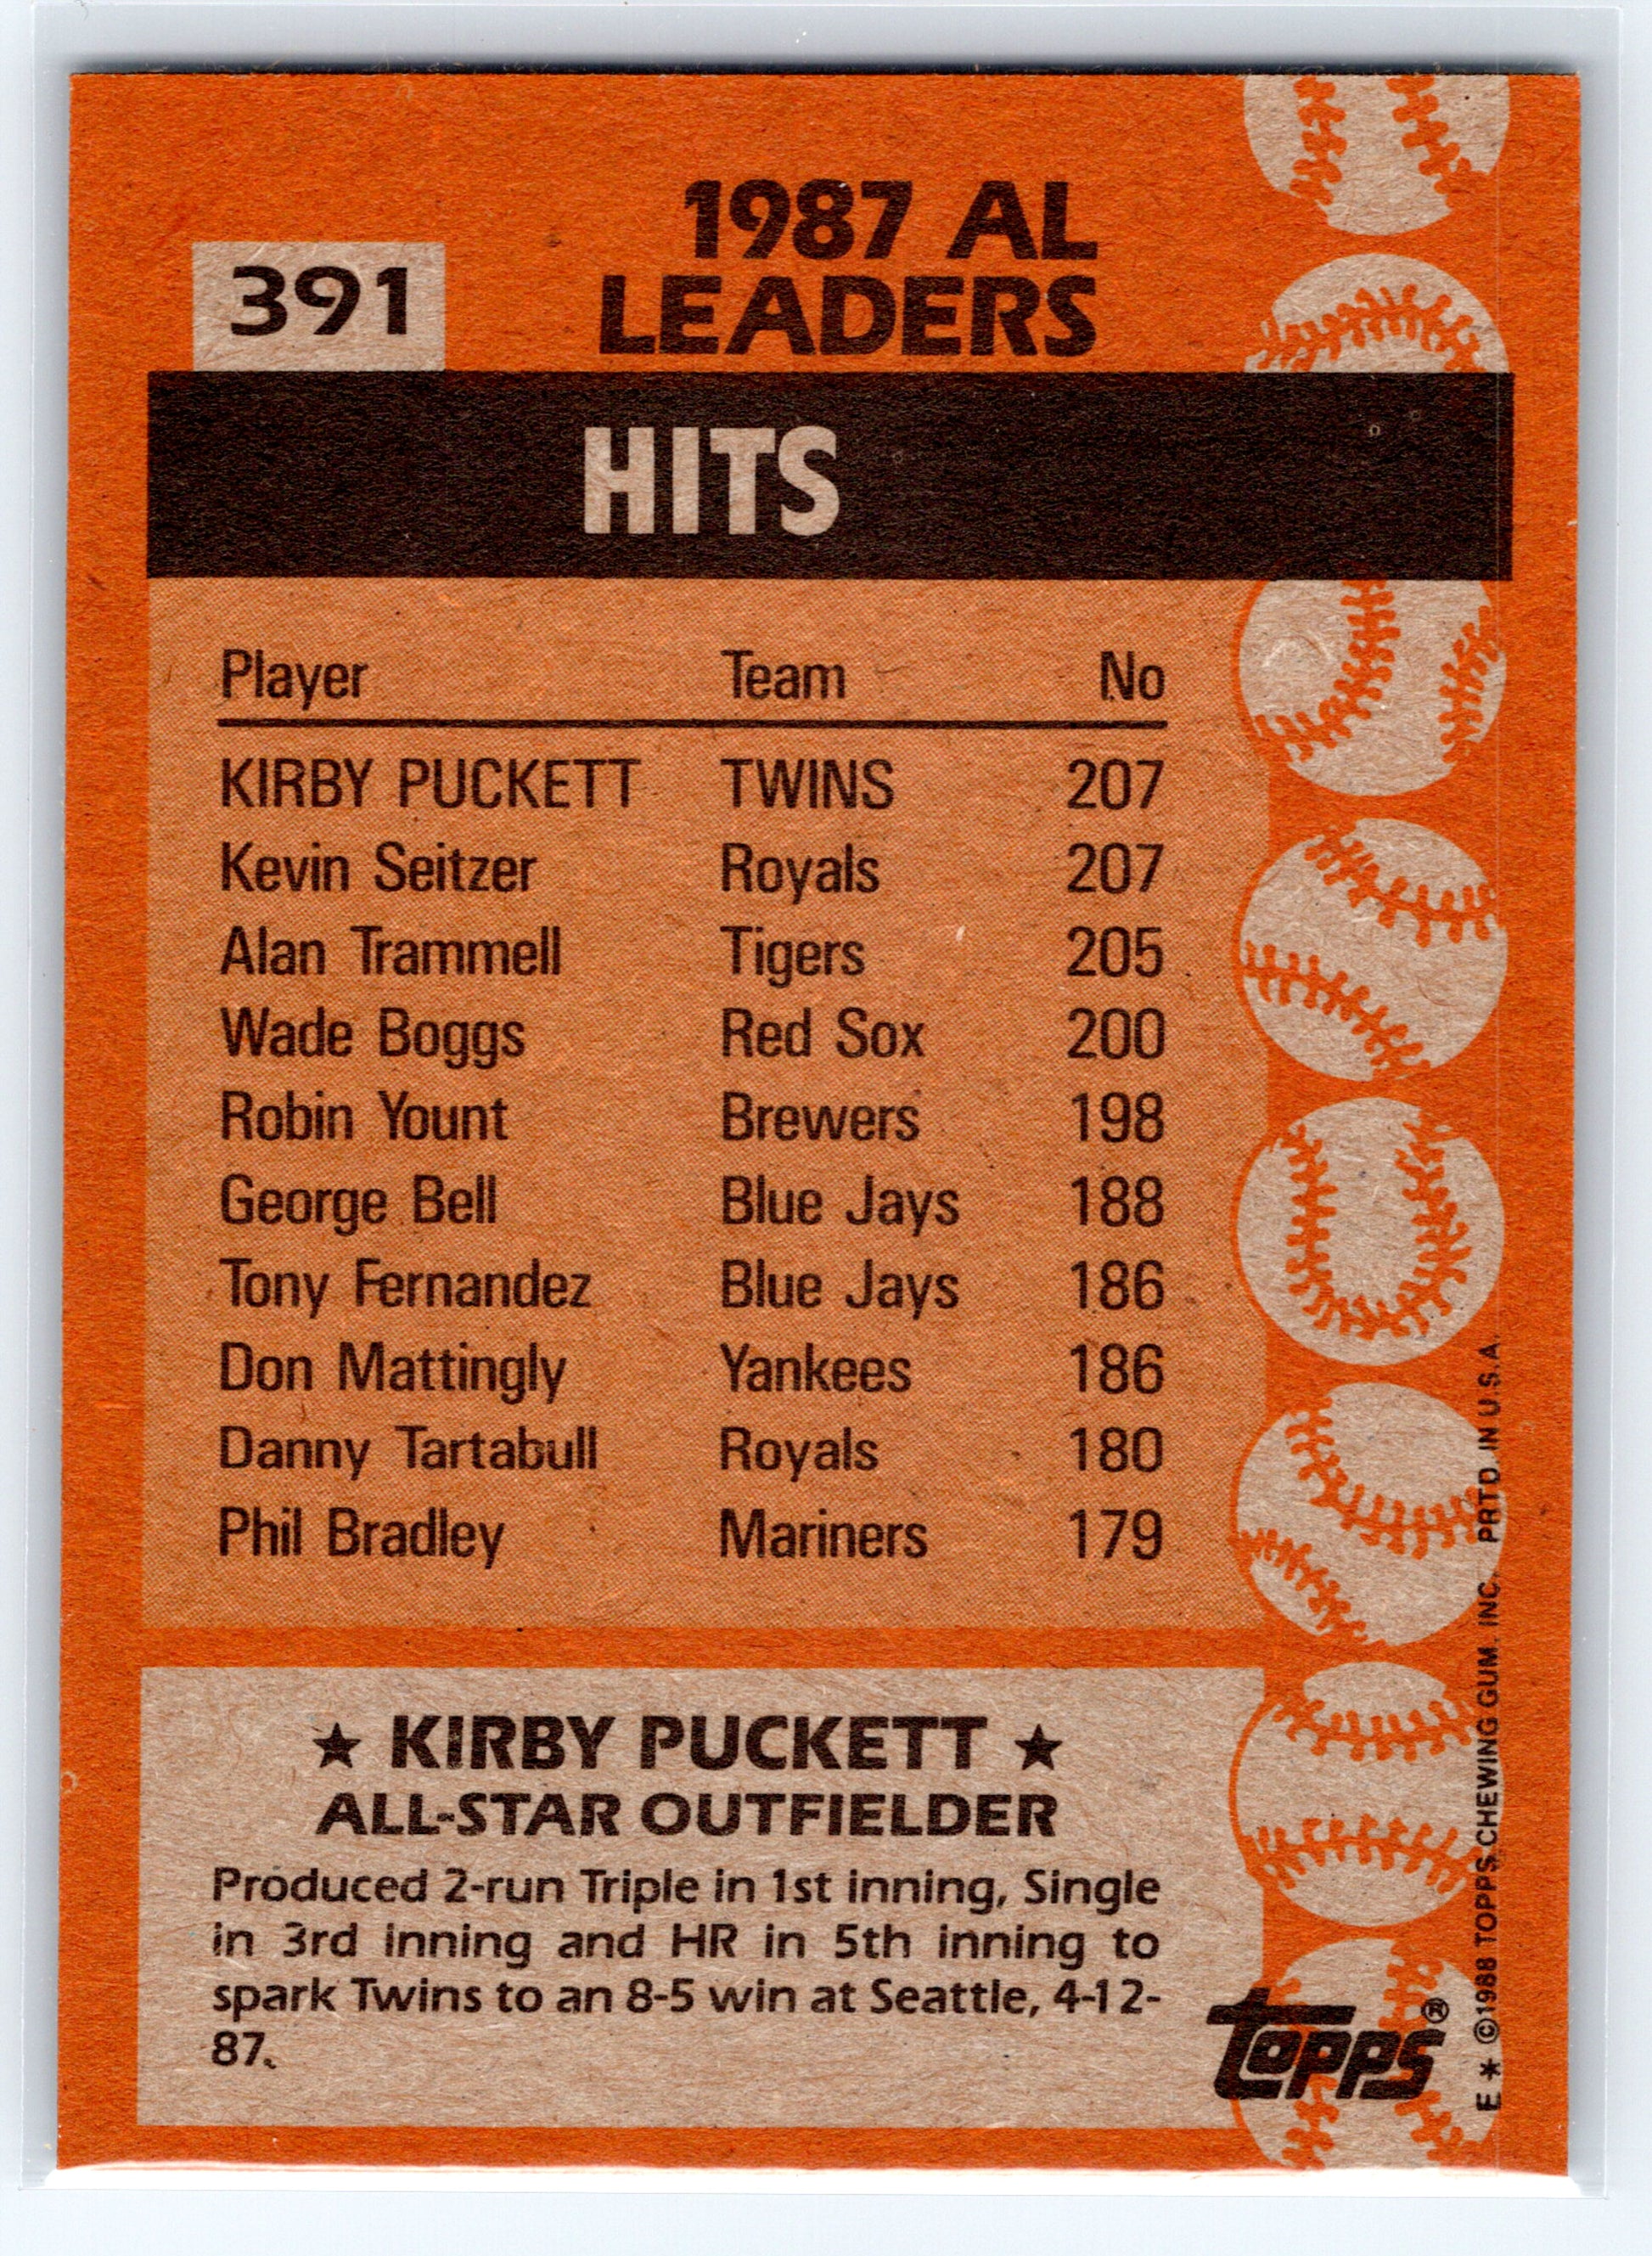 1987 AL
LEADERS
391
HITS
Player Team No
KIRBY PUCKETT TWINS 207
Kevin Seitzer Royals 207
Alan Trammell Tigers 205
Wade Boggs Red Sox 200
Robin Yount Brewers 198
George Bell Blue Jays 188
Tony Fernandez Blue Jays 186
Don Mattingly Yankees 186
Danny Tartabull Royals 180
Phil Bradley Mariners 179
★ KIRBY PUCKETT ★
ALL-STAR OUTFIELDER
Produced 2-run Triple in 1st inning, Single
in 3rd inning and HR in 5th inning to
spark Twins to an 8-5 win at Seattle, 4-12-
87.
topps®
E * ©1988 TOPPS CHEWING GUM, INC. PRTD. IN U.S.A.